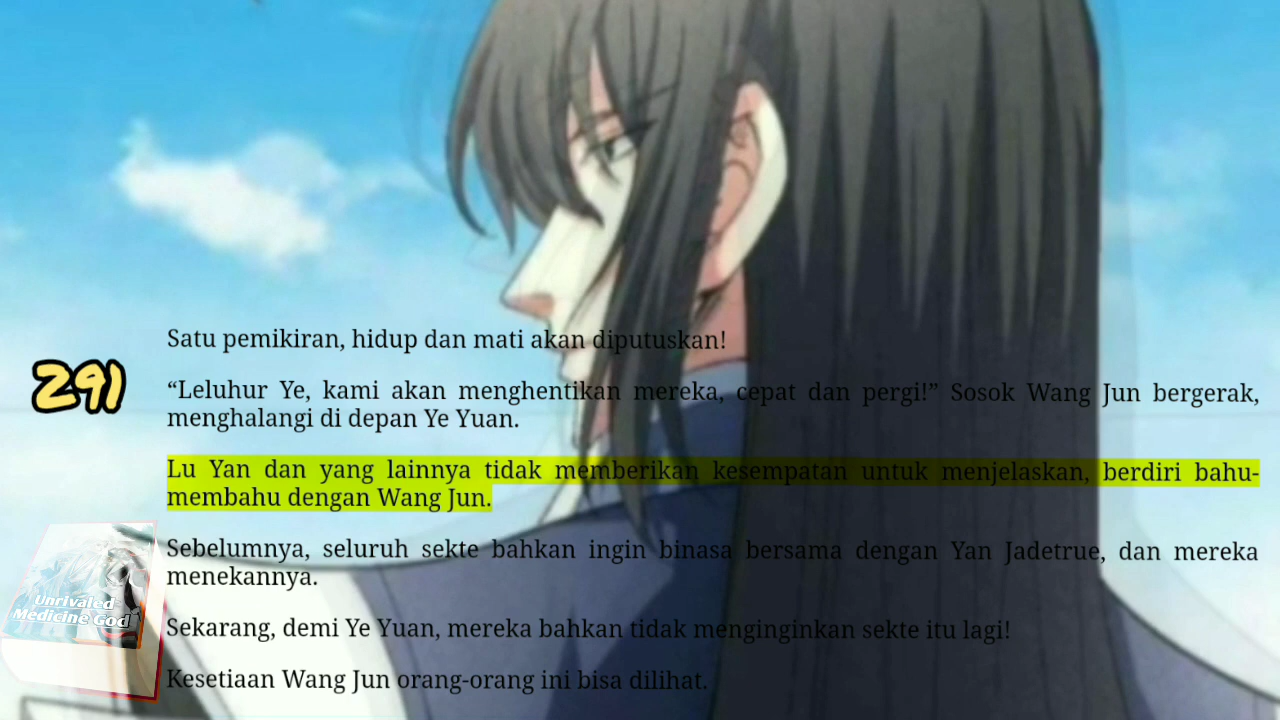 Satu pemikiran, hidup dan mati akan diputuskan!
“Leluhur Ye, kami akan menghentikan mereka, cepat dan pergi!” Sosok Wang Jun bergerak,
menghalangi di depan Ye Yuan.
291
Lu Yan dan yang lainnya tidak memberikan kesempatan untuk menjelaskan, berdiri bahu-
membahu dengan Wang Jun.
Sebelumnya, seluruh sekte bahkan ingin binasa bersama dengan Yan Jadetrue, dan mereka
menekannya.
Unrivaled
Medicine God
Sekarang, demi Ye Yuan, mereka bahkan tidak menginginkan sekte itu lagi!
Kesetiaan Wang Jun orang-orang ini bisa dilihat.